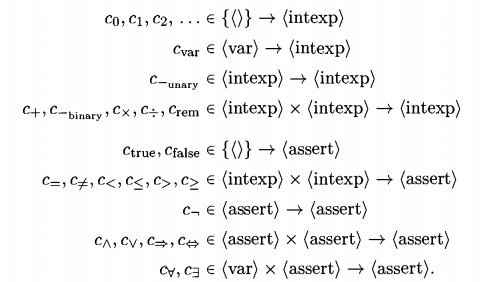 c₀, c₁, c₂, … ∈ {⟨⟩} → ⟨intexp⟩
c_var ∈ ⟨var⟩ → ⟨intexp⟩
c_{−unary} ∈ ⟨intexp⟩ → ⟨intexp⟩
c₊, c_{−binary}, c_×, c_÷, c_rem ∈ ⟨intexp⟩ × ⟨intexp⟩ → ⟨intexp⟩
c_true, c_false ∈ {⟨⟩} → ⟨assert⟩
c₌, c_≠, c_<, c_≤, c_>, c_≥ ∈ ⟨intexp⟩ × ⟨intexp⟩ → ⟨assert⟩
c_¬ ∈ ⟨assert⟩ → ⟨assert⟩
c_∧, c_∨, c_⇒, c_⇔ ∈ ⟨assert⟩ × ⟨assert⟩ → ⟨assert⟩
c_∀, c_∃ ∈ ⟨var⟩ × ⟨assert⟩ → ⟨assert⟩.